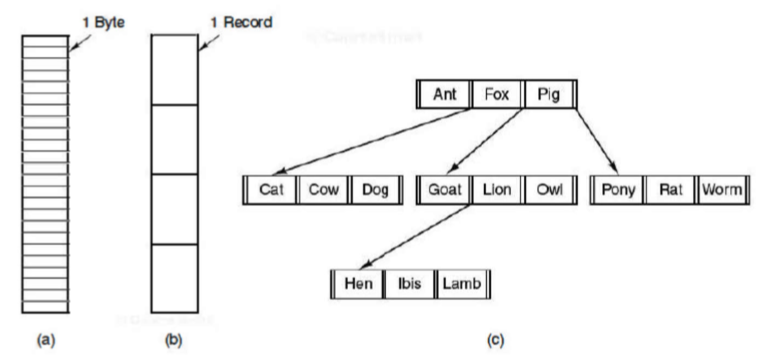 1 Byte
1 Record
Ant Fox Pig
Cat Cow Dog
Goat Lion Owl
Pony Rat Worm
Hen Ibis Lamb
(a)
(b)
(c)